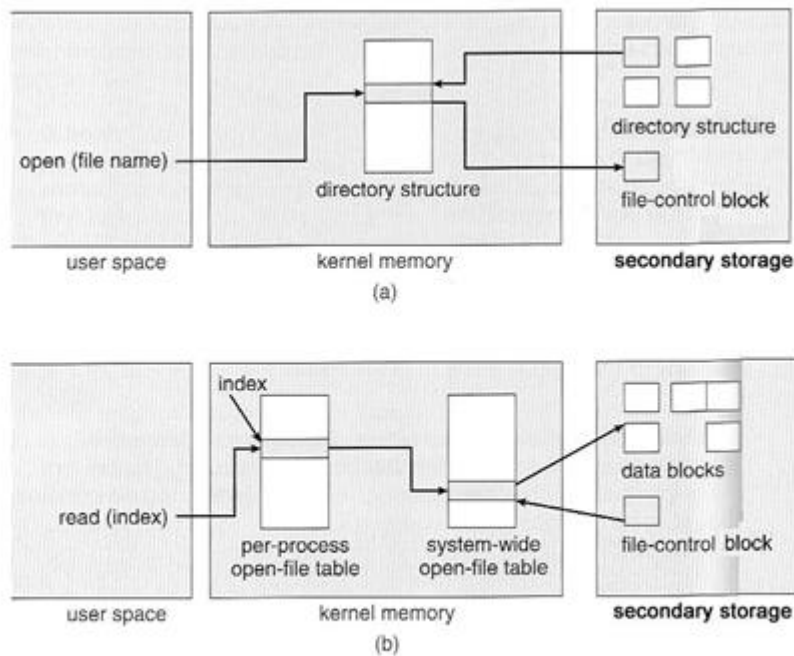 open (file name)
directory structure
directory structure
file-control block
user space
kernel memory
secondary storage
(a)
index
read (index)
per-process
open-file table
system-wide
open-file table
data blocks
file-control block
user space
kernel memory
secondary storage
(b)